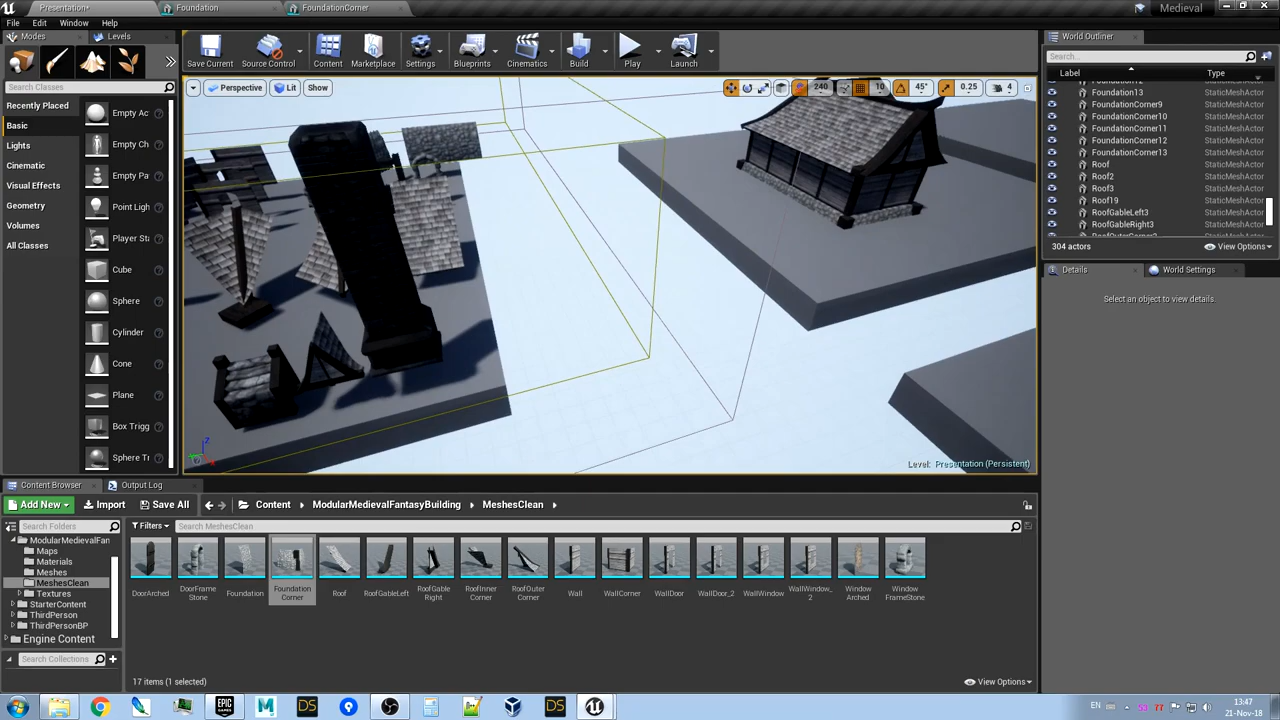 Presentation*
Foundation
FoundationCorner
Medieval
File
Edit
Window
Help
Modes
Levels
Search Classes
Recently Placed
Basic
Lights
Cinematic
Visual Effects
Geometry
Volumes
All Classes
Empty Ac
Empty Ch
Empty Pa
Point Ligh
Player Sta
Cube
Sphere
Cylinder
Cone
Plane
Box Trigg
Sphere Tr
Save Current
Source Control
Content
Marketplace
Settings
Blueprints
Cinematics
Build
Play
Launch
Perspective
Lit
Show
240
10
45°
0.25
4
Level: Presentation (Persistent)
World Outliner
Search...
Label
Type
Foundation12
Foundation13 StaticMeshActor
FoundationCorner9 StaticMeshActor
FoundationCorner10 StaticMeshActor
FoundationCorner11 StaticMeshActor
FoundationCorner12 StaticMeshActor
FoundationCorner13 StaticMeshActor
Roof StaticMeshActor
Roof2 StaticMeshActor
Roof3 StaticMeshActor
Roof19 StaticMeshActor
RoofGableLeft3 StaticMeshActor
RoofGableRight3 StaticMeshActor
304 actors
View Options
Details
World Settings
Select an object to view details.
Content Browser
Output Log
Add New
Import
Save All
Content
ModularMedievalFantasyBuilding
MeshesClean
Search Folders
Filters
Search MeshesClean
ModularMedievalFan
Maps
Materials
Meshes
MeshesClean
Textures
StarterContent
ThirdPerson
ThirdPersonBP
Engine Content
Search Collections
DoorArched
DoorFrame
Stone
Foundation
Foundation
Corner
Roof
RoofGableLeft
RoofGable
Right
RoofInner
Corner
RoofOuter
Corner
Wall
WallCorner
WallDoor
WallDoor_2
WallWindow
WallWindow_
2
Window
Arched
Window
FrameStone
17 items (1 selected)
View Options
EN
53
77
13:47
21-Nov-18